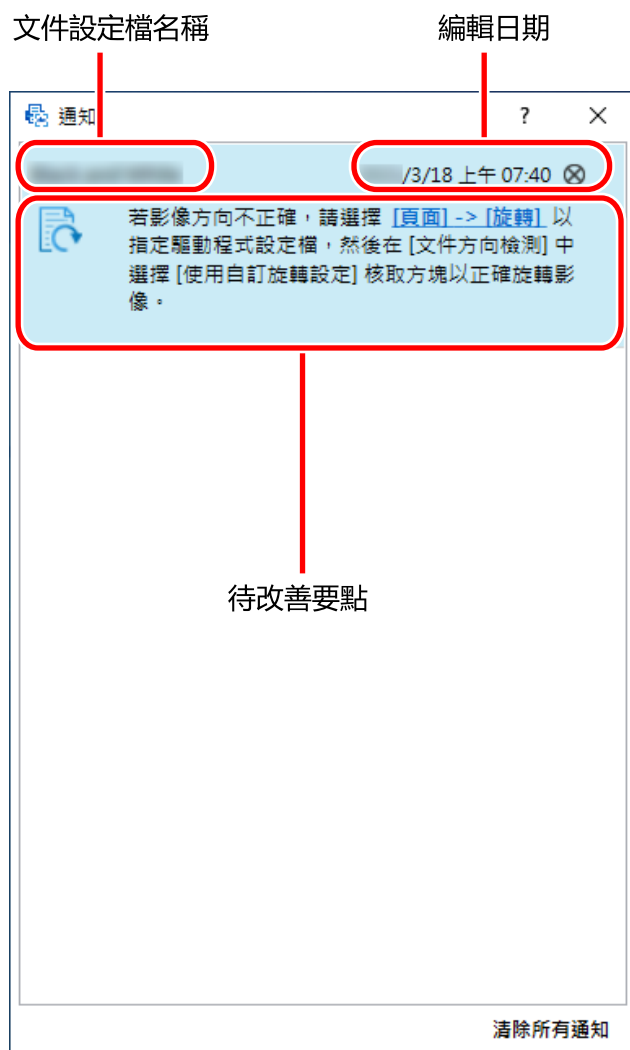 文件設定檔名稱
編輯日期
通知
?
/3/18 上午 07:40
若影像方向不正確，請選擇 [頁面] -> [旋轉] 以
指定驅動程式設定檔，然後在 [文件方向檢測] 中
選擇 [使用自訂旋轉設定] 核取方塊以正確旋轉影
像。
待改善要點
清除所有通知